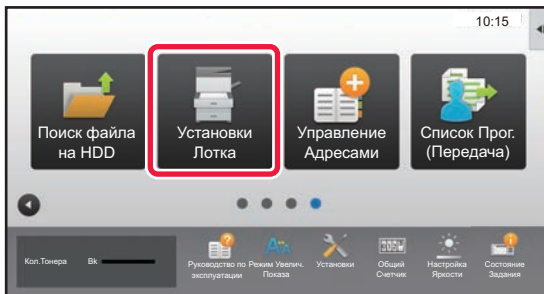 10:15
Поиск файла
на HDD
Установки
Лотка
Управление
Адресами
Список Прог.
(Передача)
Кол.Тонера Bk
Руководство по
эксплуатации
Режим Увелич.
Показа
Установки
Общий
Счетчик
Настройка
Яркости
Состояние
Задания